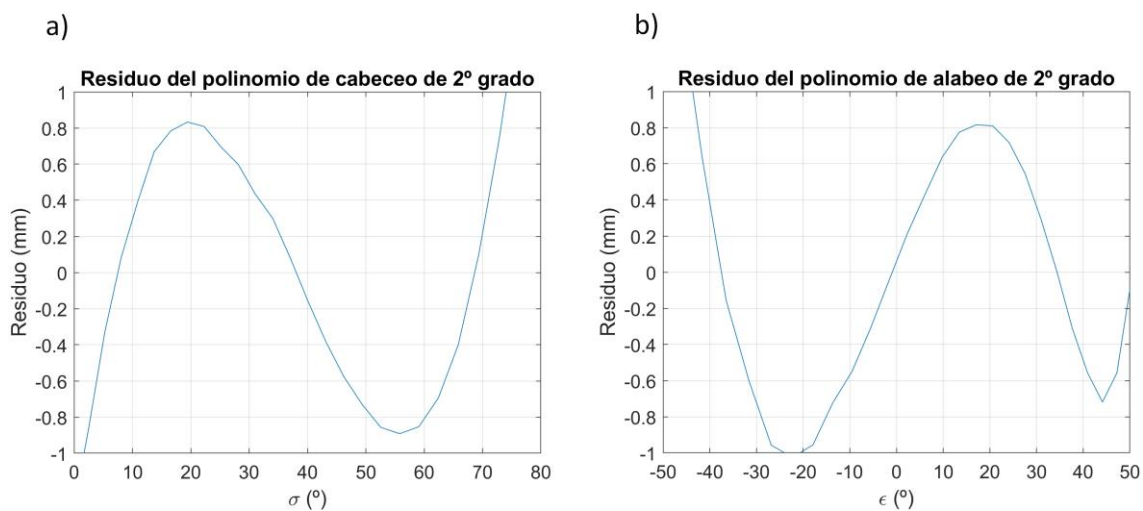 a)
Residuo del polinomio de cabeceo de 2º grado
1
0.8
0.6
0.4
0.2
0
-0.2
-0.4
-0.6
-0.8
-1
Residuo (mm)
0 10 20 30 40 50 60 70 80
σ (º)
b)
Residuo del polinomio de alabeo de 2º grado
1
0.8
0.6
0.4
0.2
0
-0.2
-0.4
-0.6
-0.8
-1
Residuo (mm)
-50 -40 -30 -20 -10 0 10 20 30 40 50
ϵ (º)